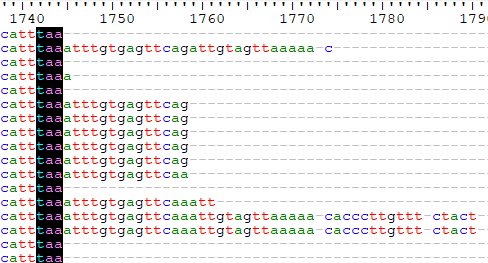 1740 1750 1760 1770 1780 1790
catttaa
catttaaatttgtgagttcagattgtagttaaaaa c
catttaa
catttaaa
catttaa
catttaaatttgtgagttcag
catttaaatttgtgagttcag
catttaaatttgtgagttcag
catttaaatttgtgagttcag
catttaaatttgtgagttcag
catttaaatttgtgagttcaa
catttaa
catttaaatttgtgagttcaaatt
catttaaatttgtgagttcaaattgtagttaaaaa cacccttgttt ctact
catttaaatttgtgagttcaaattgtagttaaaaa cacccttgttt ctact
catttaa
catttaa